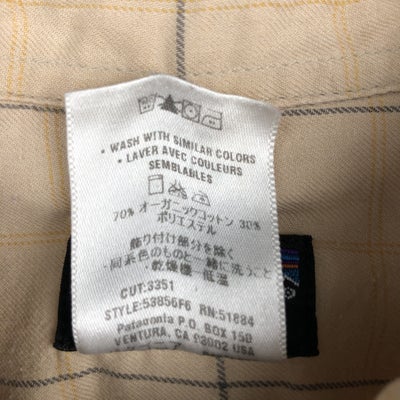 • WASH WITH SIMILAR COLORS
• LAVER AVEC COULEURS
SEMBLABLES
70% オーガニックコットン 30%
ポリエステル
飾り付け部分を除く
・同系色のものと一緒に洗うこと
・乾燥機 低温
CUT:3351
STYLE:53856F6 RN:51884
Patagonia P.O. BOX 150
VENTURA, CA 93002 USA